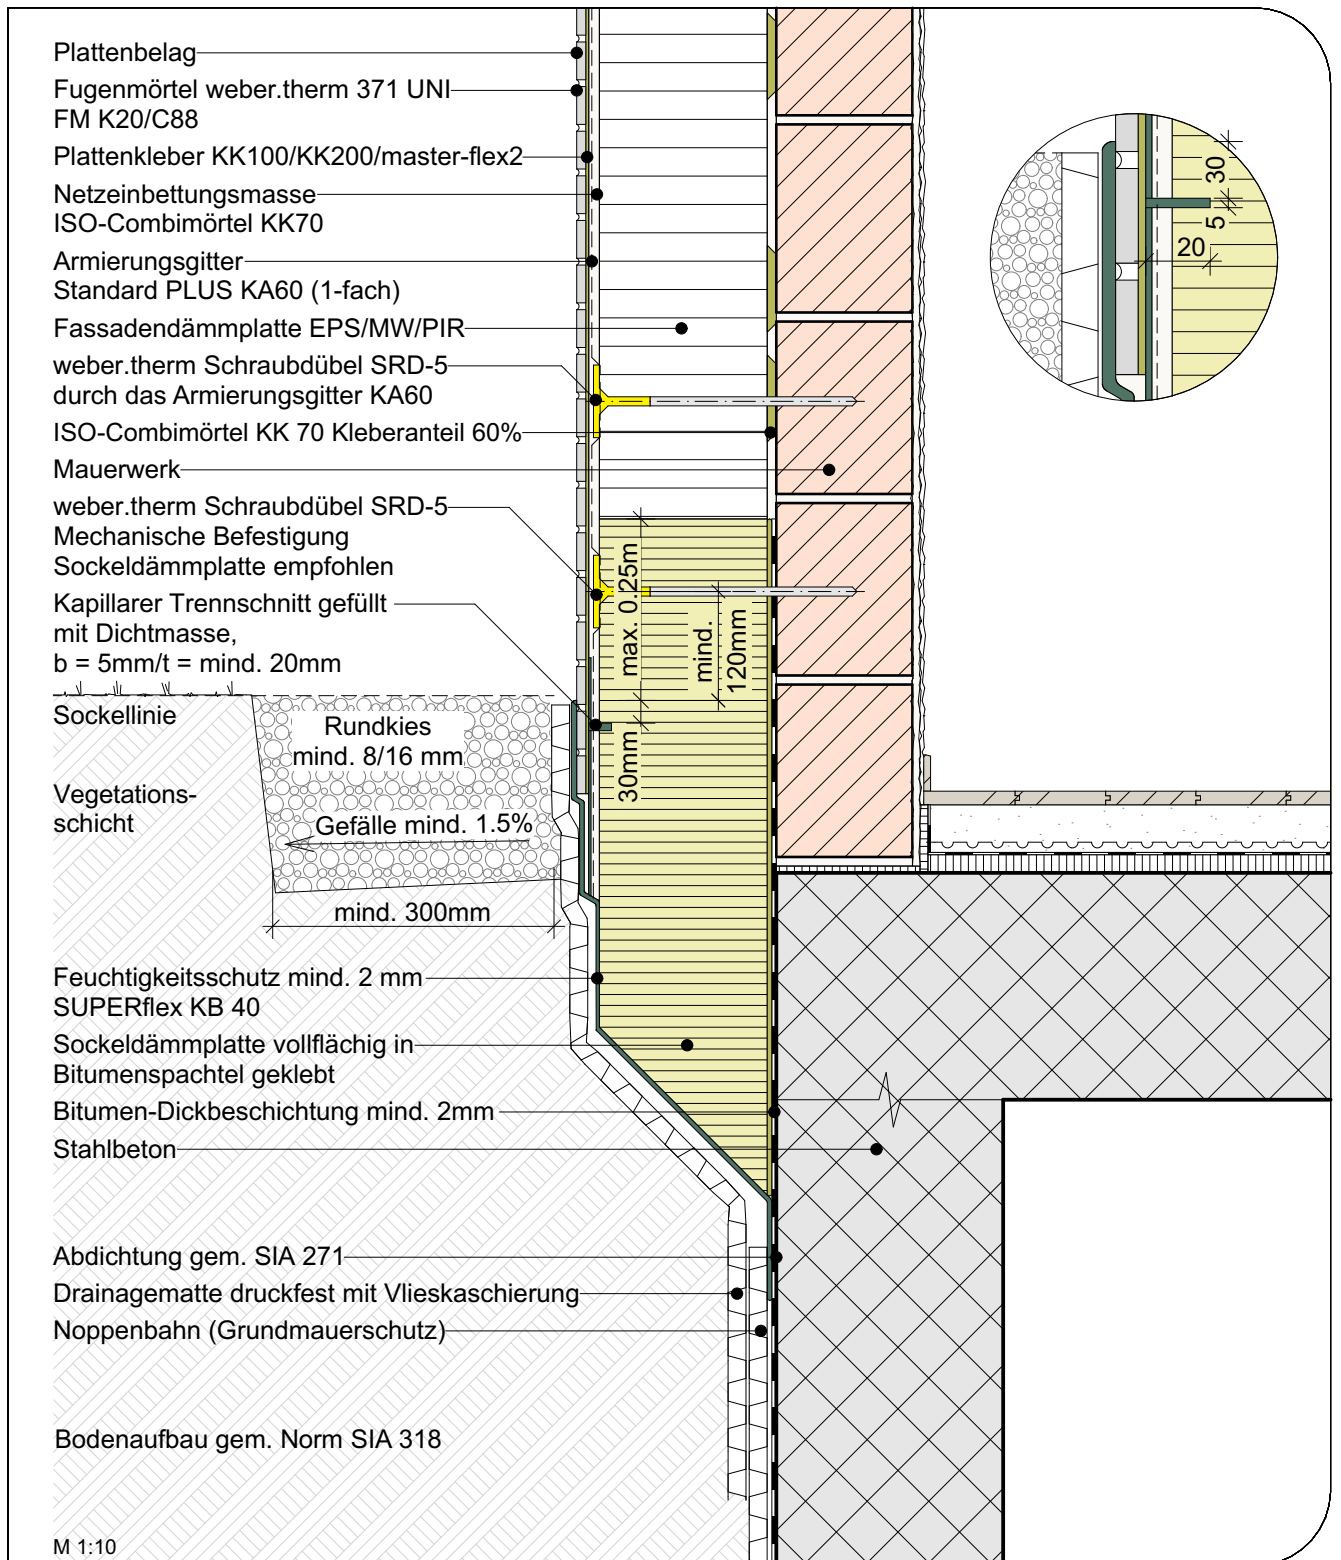 Plattenbelag
Fugenmörtel weber.therm 371 UNI
FM K20/C88
Plattenkleber KK100/KK200/master-flex2
Netzeinbettungsmasse
ISO-Combimörtel KK70
Armierungsgitter
Standard PLUS KA60 (1-fach)
Fassadendämmplatte EPS/MW/PIR
weber.therm Schraubdübel SRD-5
durch das Armierungsgitter KA60
ISO-Combimörtel KK 70 Kleberanteil 60%
Mauerwerk
weber.therm Schraubdübel SRD-5
Mechanische Befestigung
Sockeldämmplatte empfohlen
Kapillarer Trennschnitt gefüllt
mit Dichtmasse,
b = 5mm/t = mind. 20mm
Sockellinie
Vegetations-
schicht
Rundkies
mind. 8/16 mm
Gefälle mind. 1.5%
mind. 300mm
max. 0.25m
mind.
120mm
30mm
30
5
20
Feuchtigkeitsschutz mind. 2 mm
SUPERflex KB 40
Sockeldämmplatte vollflächig in
Bitumenspachtel geklebt
Bitumen-Dickbeschichtung mind. 2mm
Stahlbeton
Abdichtung gem. SIA 271
Drainagematte druckfest mit Vlieskaschierung
Noppenbahn (Grundmauerschutz)
Bodenaufbau gem. Norm SIA 318
M 1:10